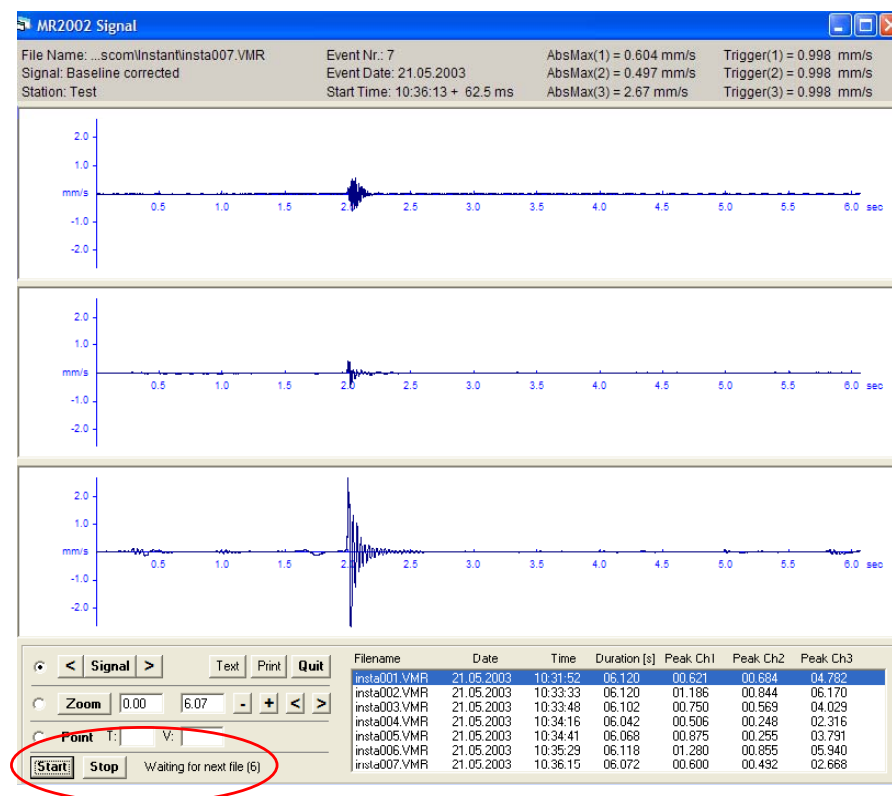 MR2002 Signal
File Name: ...scom\Instant\insta007.VMR Event Nr.: 7 AbsMax(1) = 0.604 mm/s Trigger(1) = 0.998 mm/s
Signal: Baseline corrected Event Date: 21.05.2003 AbsMax(2) = 0.497 mm/s Trigger(2) = 0.998 mm/s
Station: Test Start Time: 10:36:13 + 62.5 ms AbsMax(3) = 2.67 mm/s Trigger(3) = 0.998 mm/s
2.0
1.0
mm/s
0.5 1.0 1.5 2.0 2.5 3.0 3.5 4.0 4.5 5.0 5.5 6.0 sec
-1.0
-2.0
2.0
1.0
mm/s
0.5 1.0 1.5 2.0 2.5 3.0 3.5 4.0 4.5 5.0 5.5 6.0 sec
-1.0
-2.0
2.0
1.0
mm/s
0.5 1.0 1.5 2.0 2.5 3.0 3.5 4.0 4.5 5.0 5.5 6.0 sec
-1.0
-2.0
< Signal > Text Print Quit
Zoom 0.00 6.07 - + < >
Point T: V:
Start Stop Waiting for next file (6)
Filename Date Time Duration [s] Peak Ch1 Peak Ch2 Peak Ch3
insta001.VMR 21.05.2003 10:31:52 06.120 00.621 00.684 04.782
insta002.VMR 21.05.2003 10:33:33 06.120 01.186 00.844 06.170
insta003.VMR 21.05.2003 10:33:48 06.102 00.750 00.569 04.029
insta004.VMR 21.05.2003 10:34:16 06.042 00.506 00.248 02.316
insta005.VMR 21.05.2003 10:34:41 06.068 00.875 00.255 03.791
insta006.VMR 21.05.2003 10:35:29 06.118 01.280 00.855 05.940
insta007.VMR 21.05.2003 10.36.15 06.072 00.600 00.492 02.668